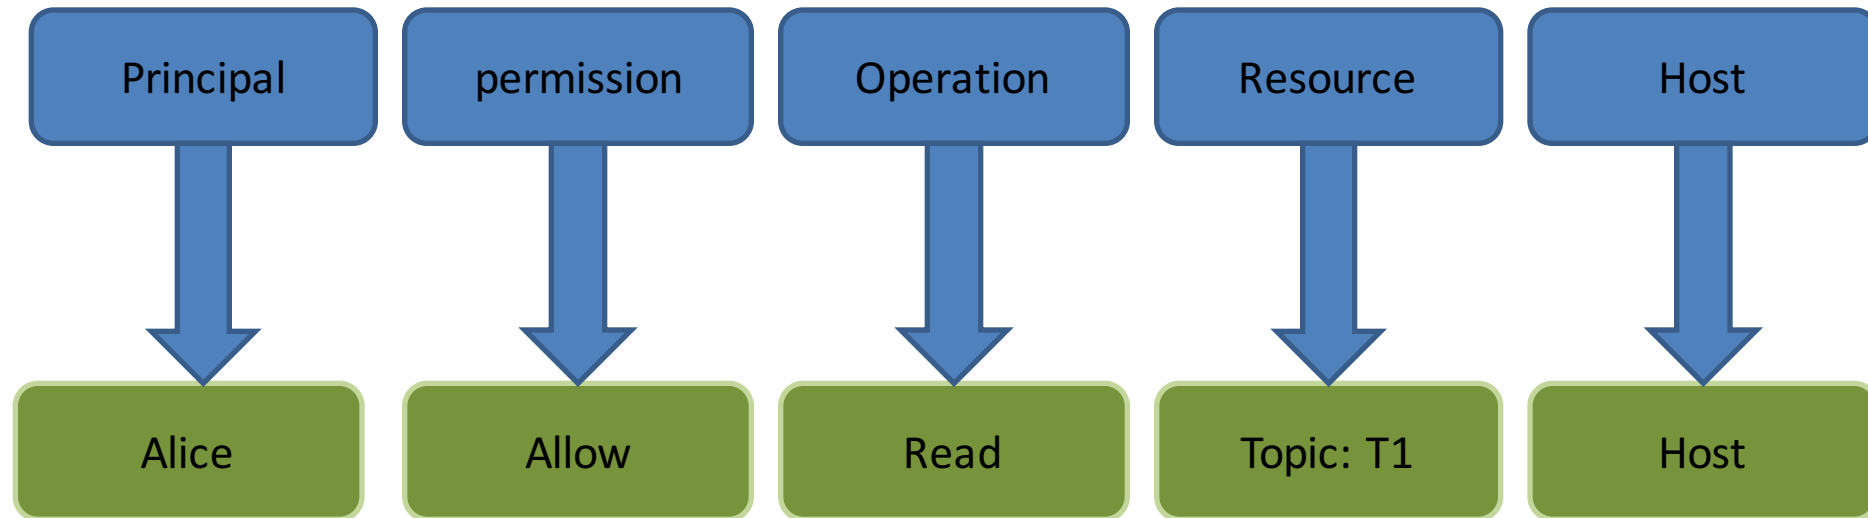 Principal
permission
Operation
Resource
Host
Alice
Allow
Read
Topic: T1
Host